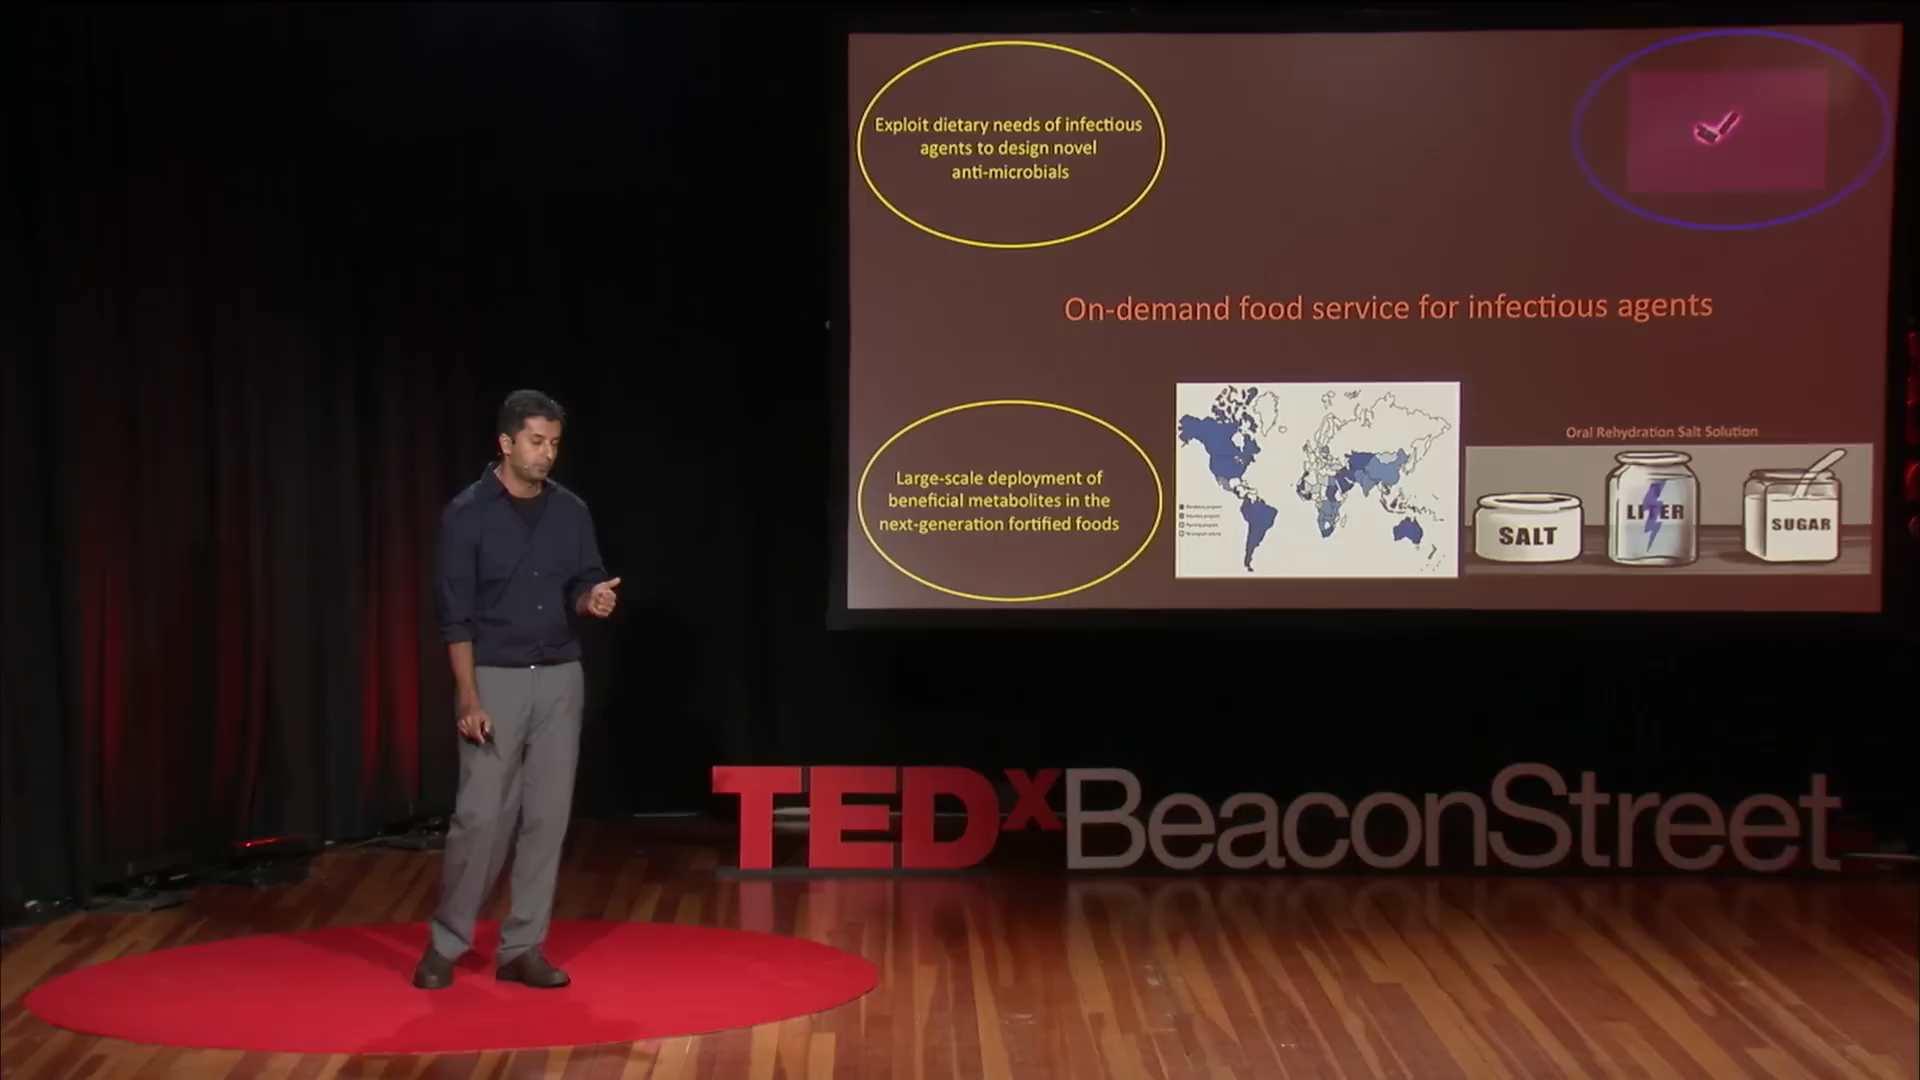 Exploit dietary needs of infectious
agents to design novel
anti-microbials
On-demand food service for infectious agents
Large-scale deployment of
beneficial metabolites in the
next-generation fortified foods
Oral Rehydration Salt Solution
SALT
LITER
SUGAR
TEDxBeaconStreet